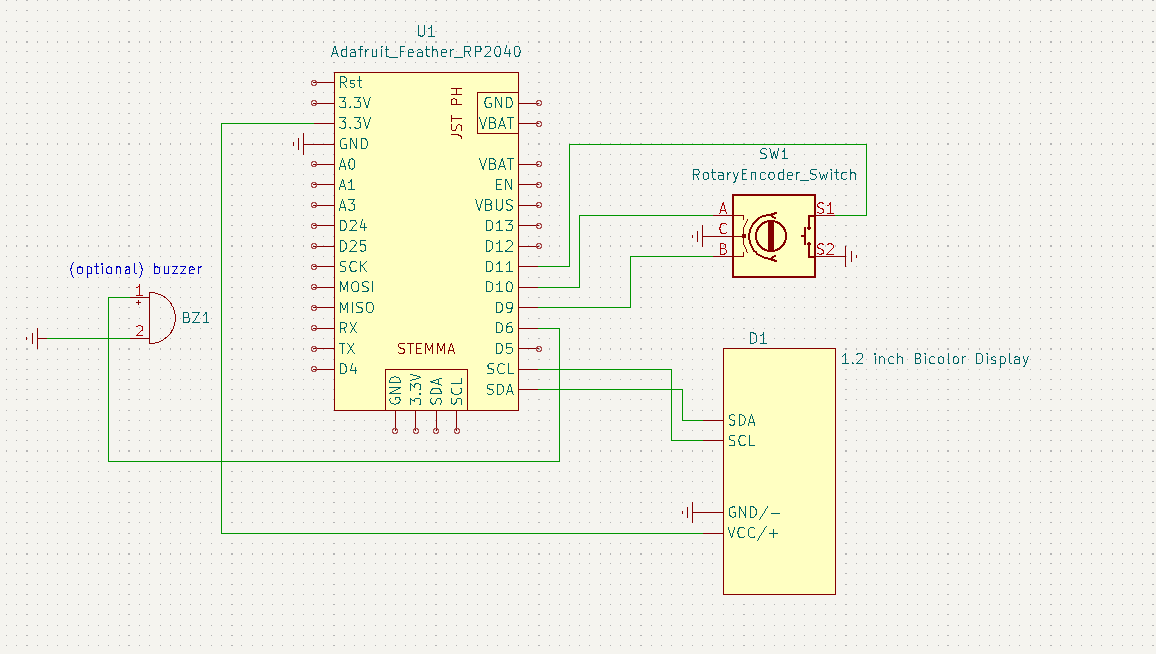 U1
Adafruit_Feather_RP2040
Rst
3.3V
3.3V
GND
A0
A1
A3
D24
D25
SCK
MOSI
MISO
RX
TX
D4
JST PH
GND
VBAT
VBAT
EN
VBUS
D13
D12
D11
D10
D9
D6
D5
SCL
SDA
STEMMA
GND
3.3V
SDA
SCL
(optional) buzzer
1
+
2
BZ1
SW1
RotaryEncoder_Switch
A
C
B
S1
S2
D1
1.2 inch Bicolor Display
SDA
SCL
GND/-
VCC/+